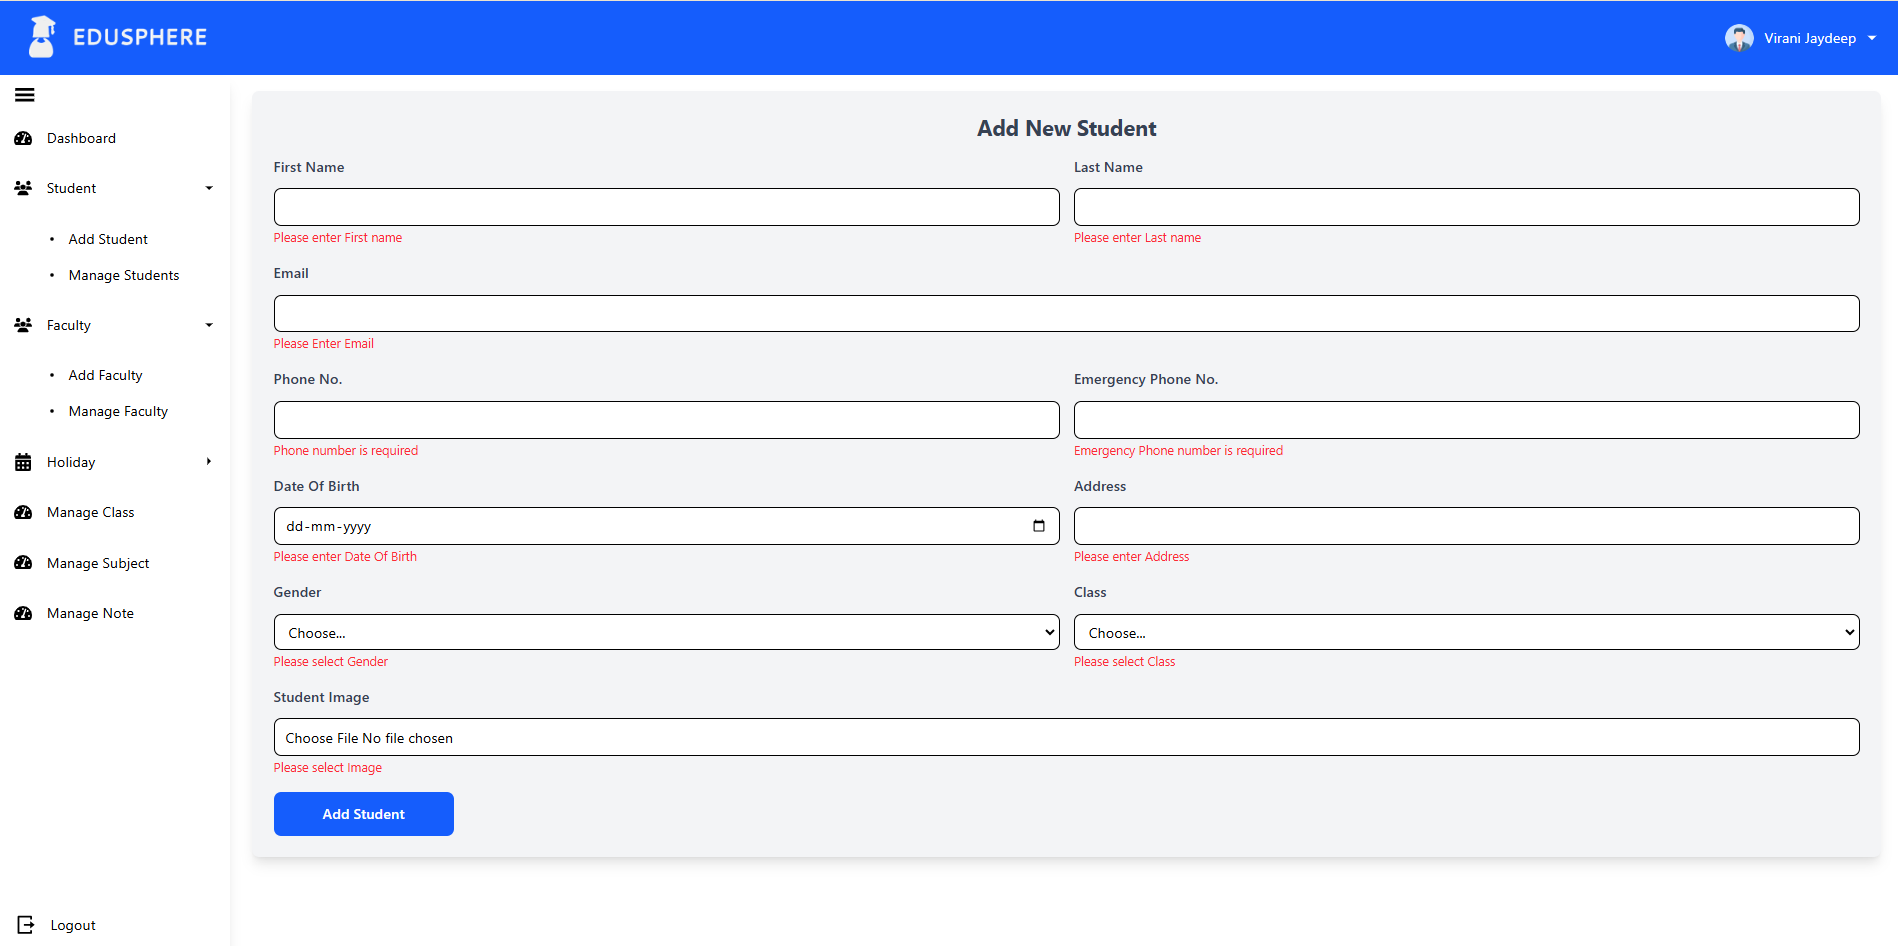 EDUSPHERE
Virani Jaydeep
Dashboard
Student
• Add Student
• Manage Students
Faculty
• Add Faculty
• Manage Faculty
Holiday
Manage Class
Manage Subject
Manage Note
Logout
Add New Student
First Name
Last Name
Please enter First name
Please enter Last name
Email
Please Enter Email
Phone No.
Emergency Phone No.
Phone number is required
Emergency Phone number is required
Date Of Birth
Address
dd-mm-yyyy
Please enter Date Of Birth
Please enter Address
Gender
Class
Choose...
Choose...
Please select Gender
Please select Class
Student Image
Choose File No file chosen
Please select Image
Add Student